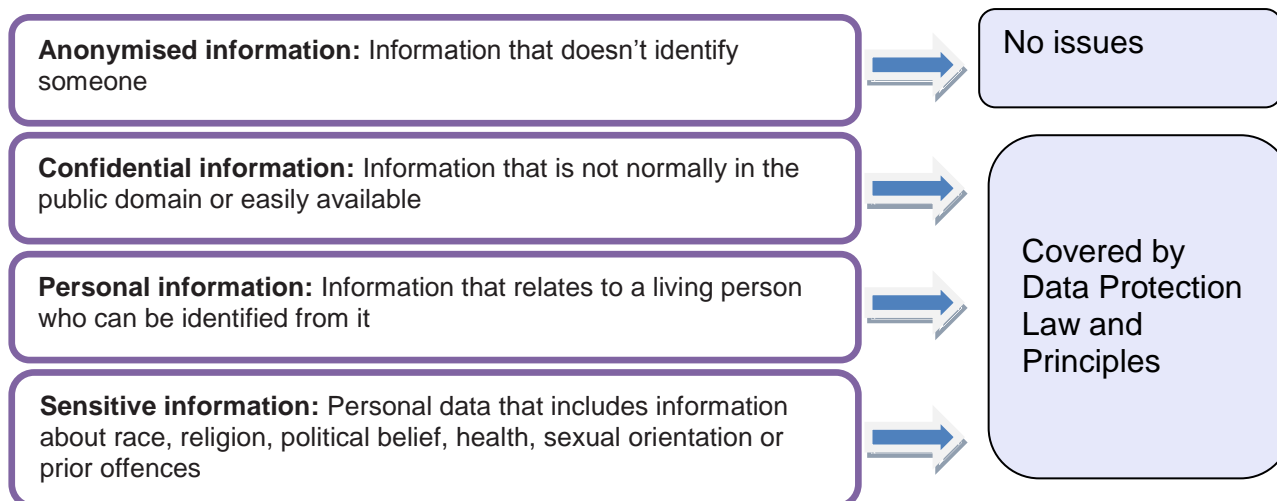 Anonymised information: Information that doesn’t identify
someone
No issues
Confidential information: Information that is not normally in the
public domain or easily available
Personal information: Information that relates to a living person
who can be identified from it
Sensitive information: Personal data that includes information
about race, religion, political belief, health, sexual orientation or
prior offences
Covered by
Data Protection
Law and
Principles